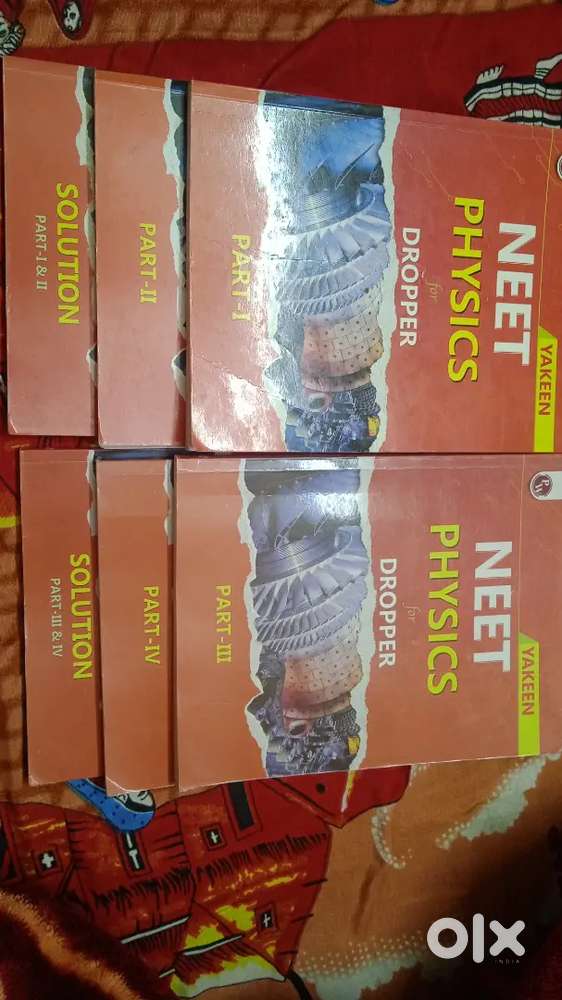 YAKEEN
NEET
PHYSICS
for
DROPPER
PART-I
PART-II
SOLUTION
PART-I & II
YAKEEN
NEET
PHYSICS
for
DROPPER
PART-III
PART-IV
SOLUTION
PART-III & IV
olx
INDIA